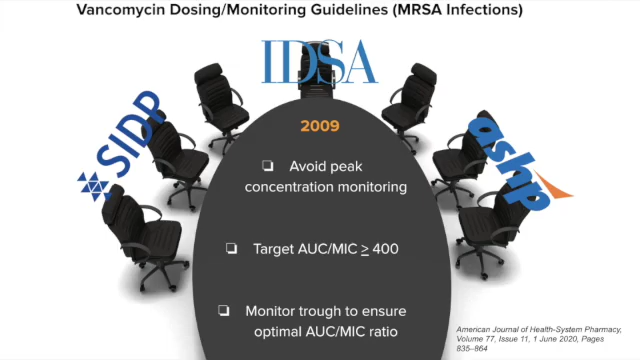 Vancomycin Dosing/Monitoring Guidelines (MRSA Infections)
IDSA
SIDP
ashp
2009
❏ Avoid peak
concentration monitoring
❏ Target AUC/MIC ≥ 400
❏ Monitor trough to ensure
optimal AUC/MIC ratio
American Journal of Health-System Pharmacy,
Volume 77, Issue 11, 1 June 2020, Pages
835–864